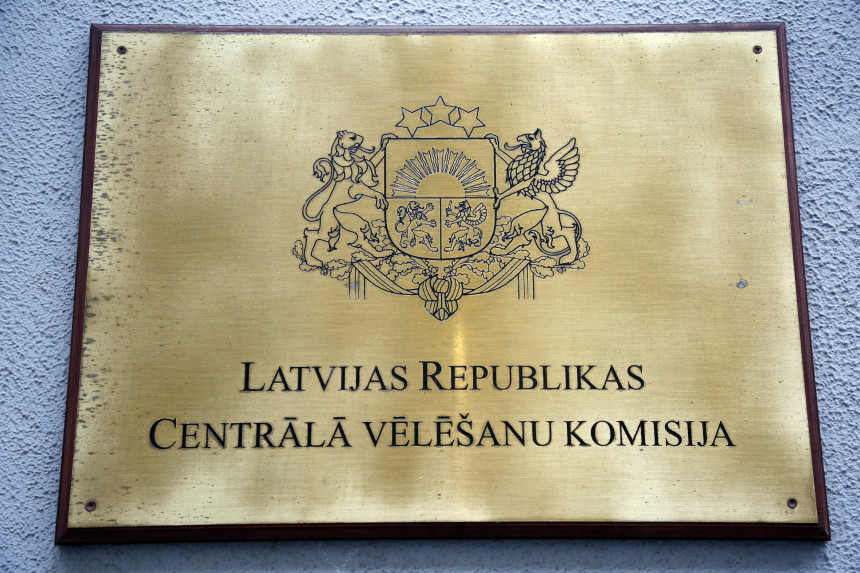 LATVIJAS REPUBLIKAS
CENTRĀLĀ VĒLĒŠANU KOMISIJA